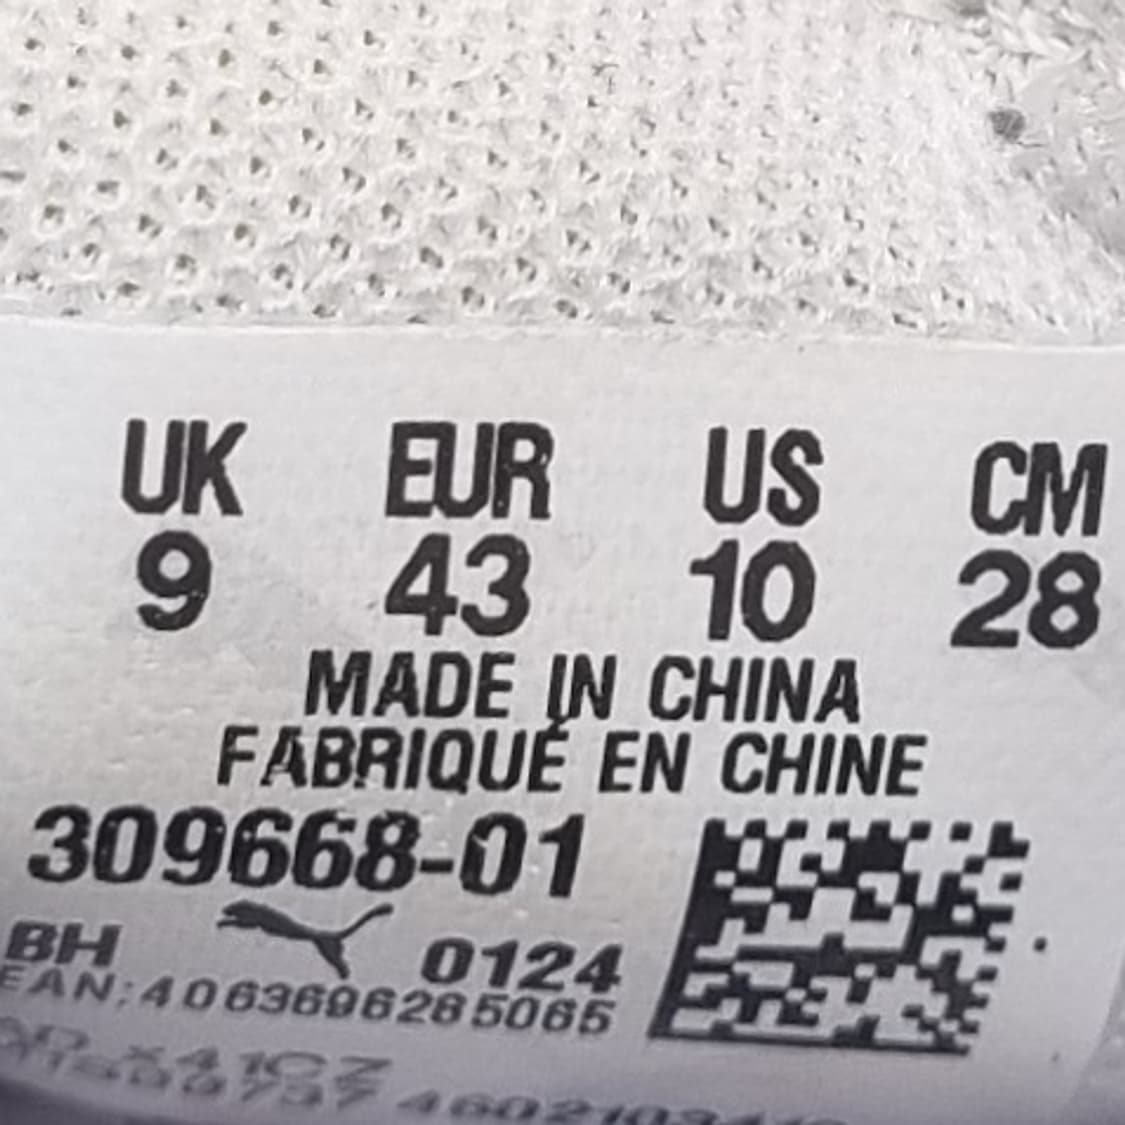 UK EUR US CM
9 43 10 28
MADE IN CHINA
FABRIQUÉ EN CHINE
309668-01
BH 0124
EAN:4063696285065